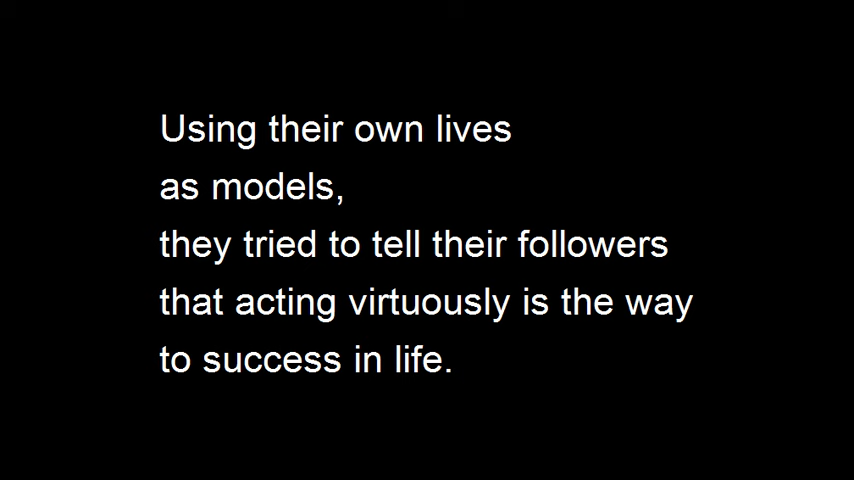 Using their own lives
as models,
they tried to tell their followers
that acting virtuously is the way
to success in life.